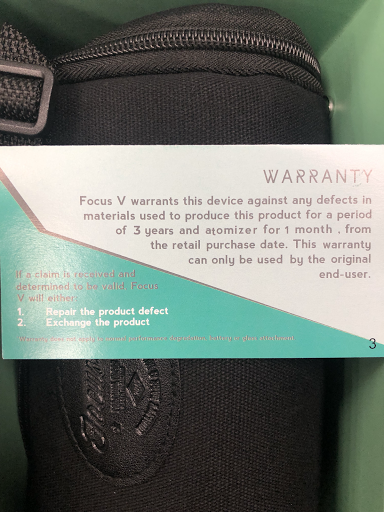 WARRANTY
Focus V warrants this device against any defects in
materials used to produce this product for a period
of 3 years and atomizer for 1 month , from
the retail purchase date. This warranty
can only be used by the original
end-user.
If a claim is received and
determined to be valid, Focus
V will either:
1. Repair the product defect
2. Exchange the product
3